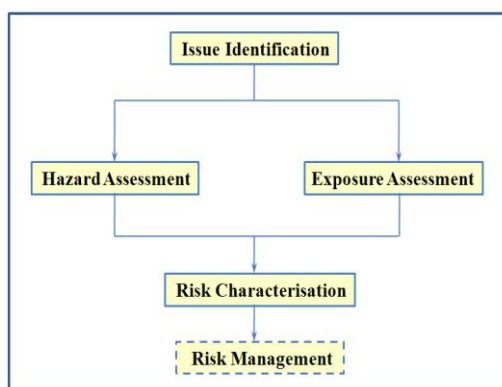 Issue Identification
Hazard Assessment
Exposure Assessment
Risk Characterisation
Risk Management